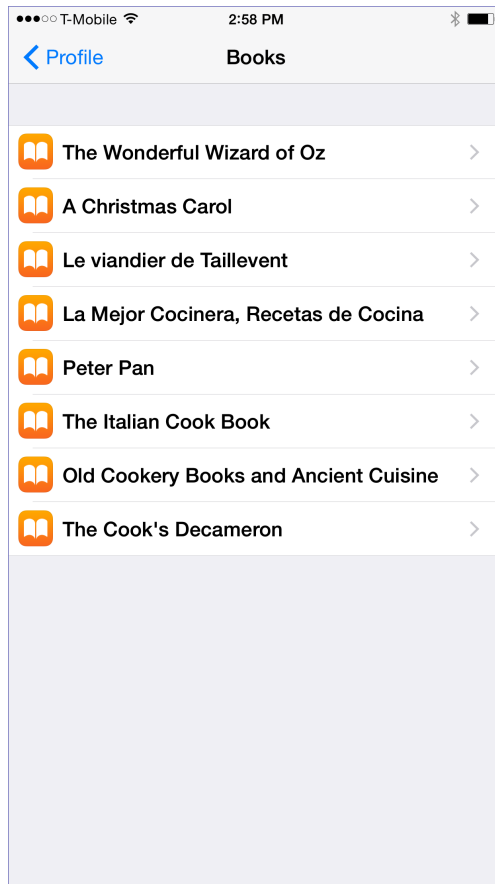 T-Mobile 2:58 PM
Profile Books
The Wonderful Wizard of Oz
A Christmas Carol
Le viandier de Taillevent
La Mejor Cocinera, Recetas de Cocina
Peter Pan
The Italian Cook Book
Old Cookery Books and Ancient Cuisine
The Cook's Decameron